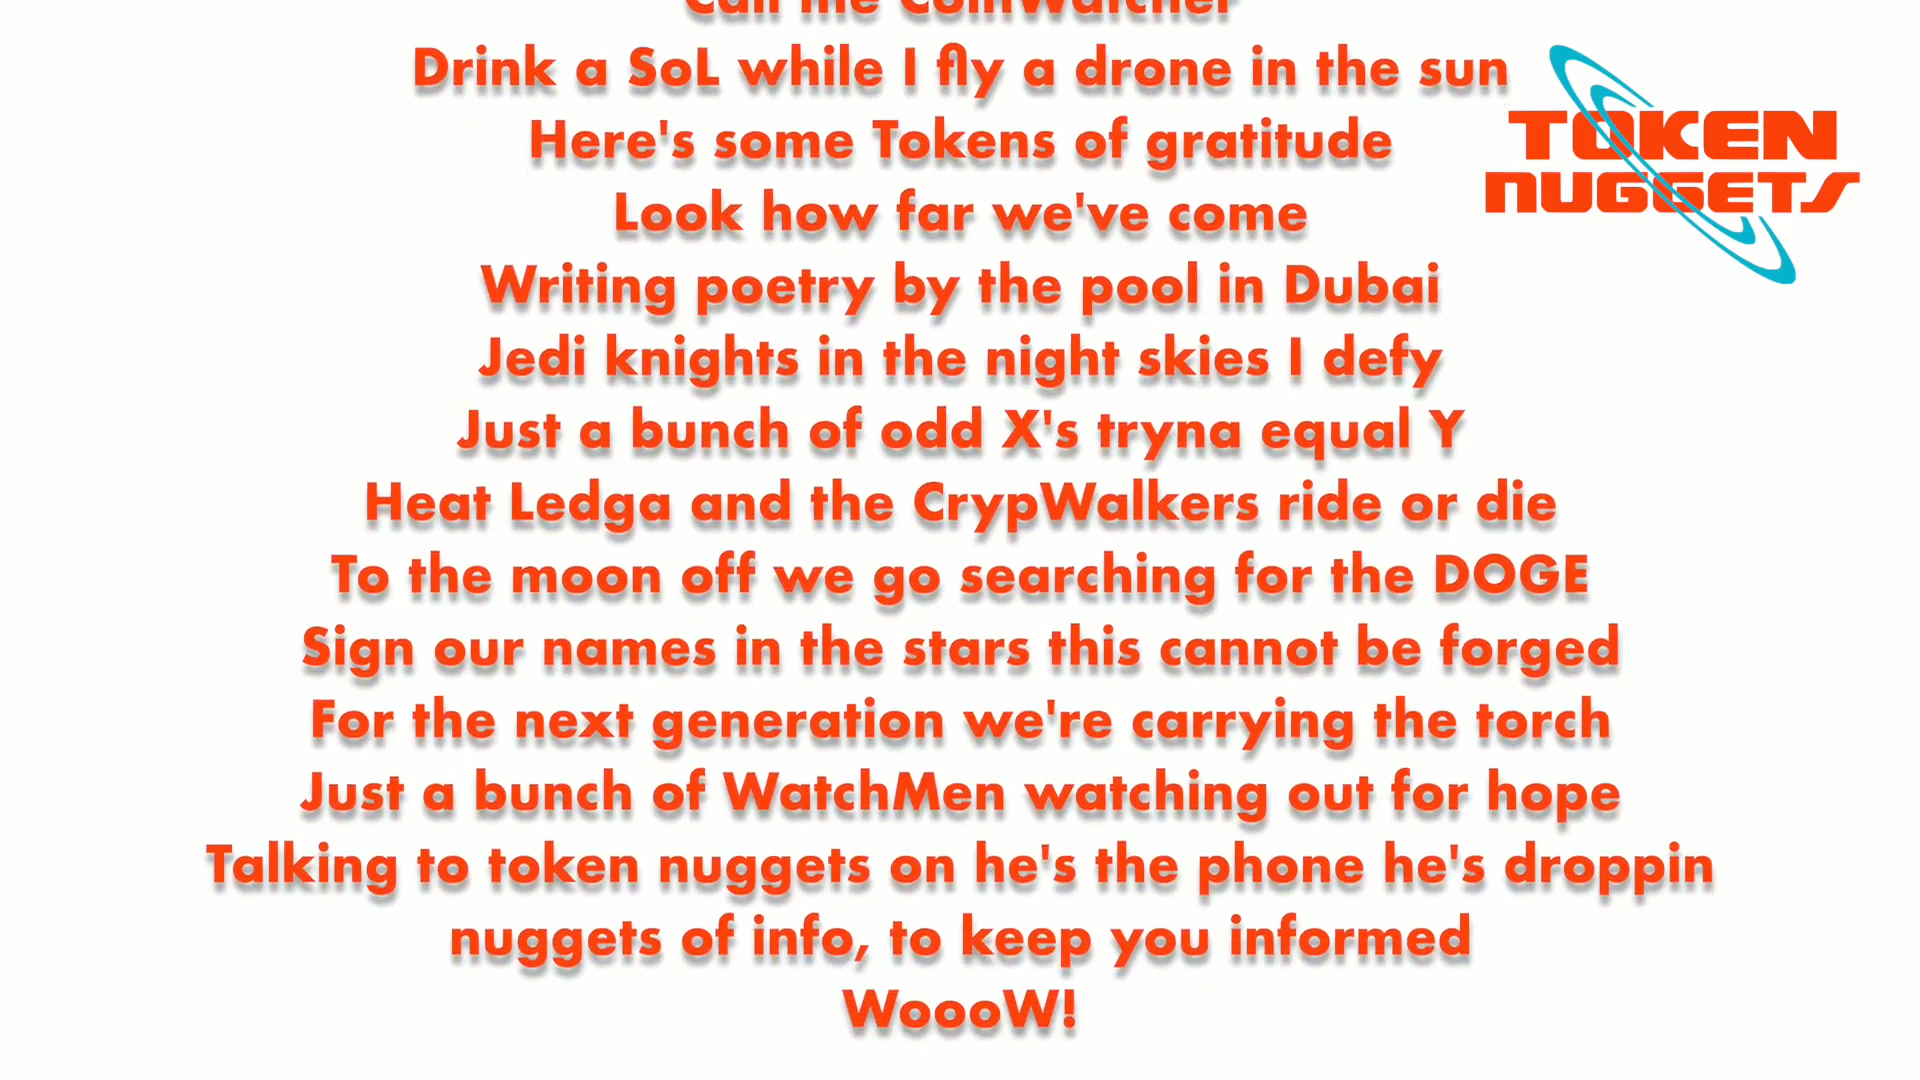 Call me CoinWatcher
Drink a SoL while I fly a drone in the sun
Here's some Tokens of gratitude
Look how far we've come
Writing poetry by the pool in Dubai
Jedi knights in the night skies I defy
Just a bunch of odd X's tryna equal Y
Heat Ledga and the CrypWalkers ride or die
To the moon off we go searching for the DOGE
Sign our names in the stars this cannot be forged
For the next generation we're carrying the torch
Just a bunch of WatchMen watching out for hope
Talking to token nuggets on he's the phone he's droppin
nuggets of info, to keep you informed
WoooW!
TOKEN
NUGGETS